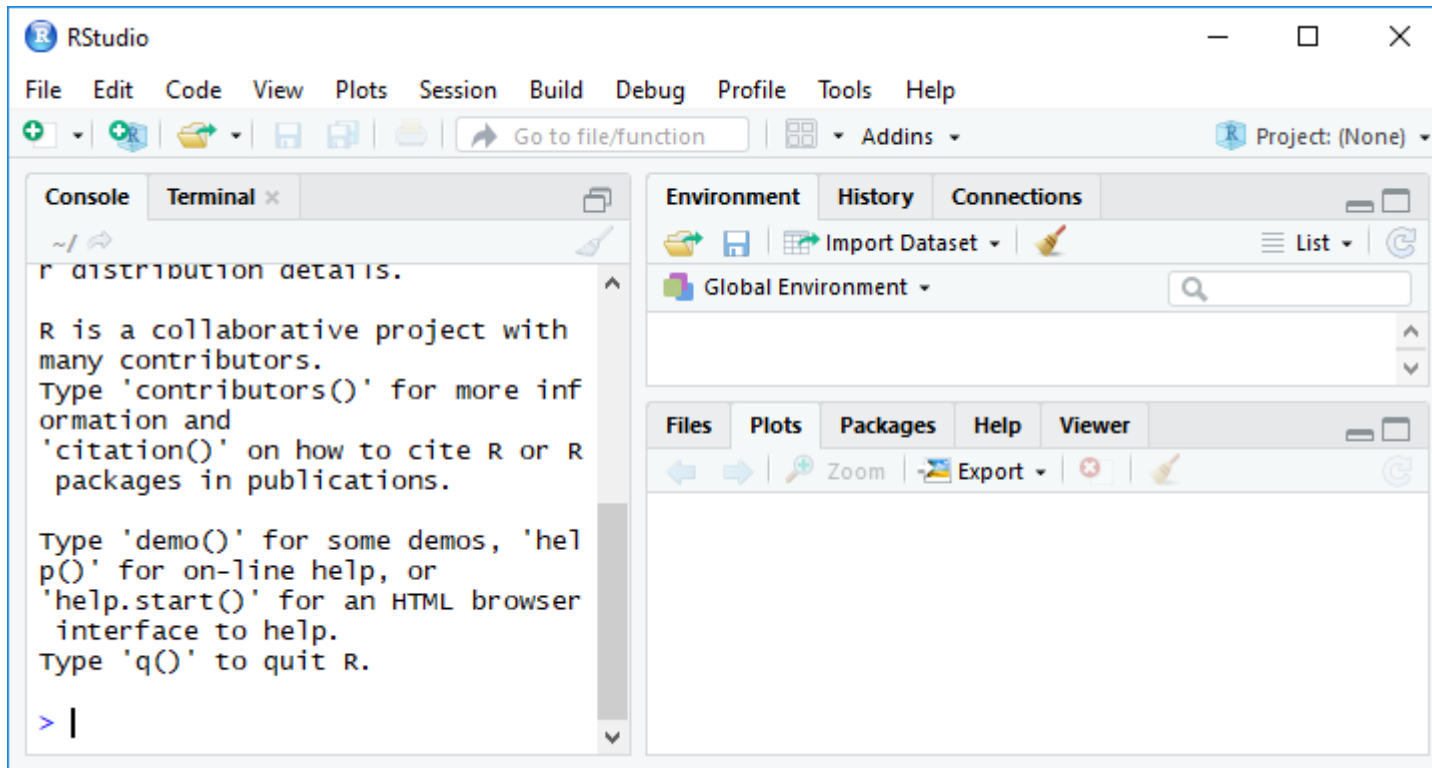 RStudio
File Edit Code View Plots Session Build Debug Profile Tools Help
Go to file/function Addins Project: (None)
Console Terminal
~/
r distribution details.
R is a collaborative project with
many contributors.
Type 'contributors()' for more inf
ormation and
'citation()' on how to cite R or R
packages in publications.
Type 'demo()' for some demos, 'hel
p()' for on-line help, or
'help.start()' for an HTML browser
interface to help.
Type 'q()' to quit R.
>
Environment History Connections
Import Dataset List
Global Environment
Files Plots Packages Help Viewer
Zoom Export